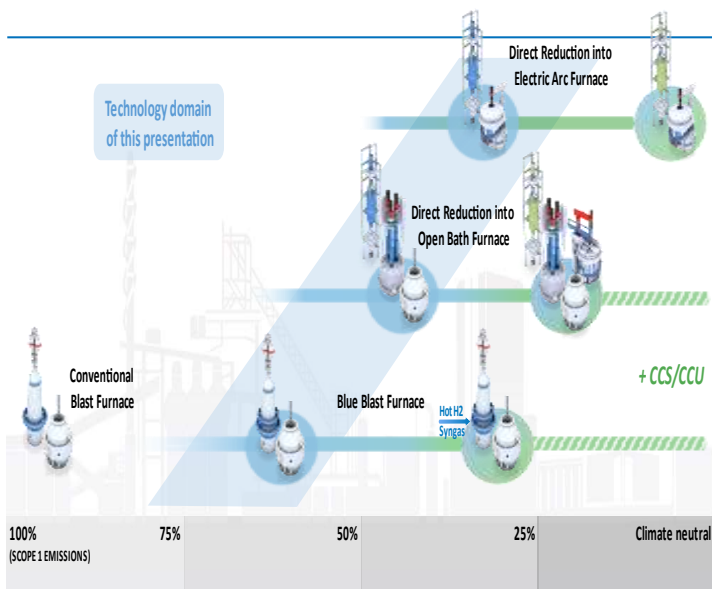 Direct Reduction into
Electric Arc Furnace
Technology domain
of this presentation
Direct Reduction into
Open Bath Furnace
Conventional
Blast Furnace
Blue Blast Furnace
Hot H2
Syngas
+ CCS/CCU
100%
(SCOPE 1 EMISSIONS)
75%
50%
25%
Climate neutral